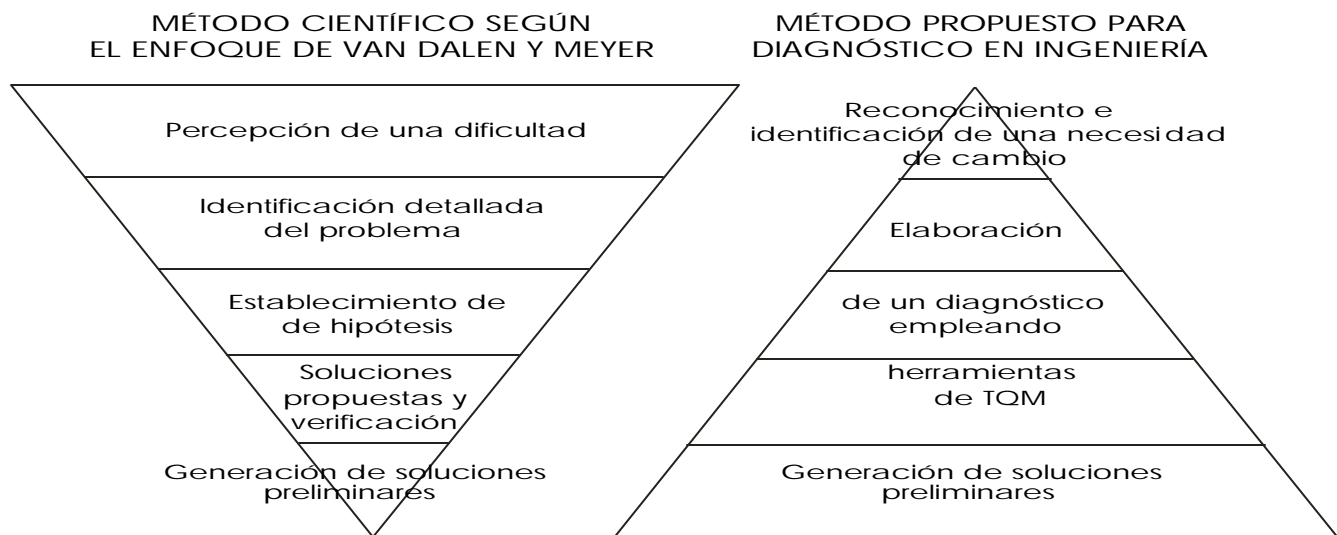 MÉTODO CIENTÍFICO SEGÚN
EL ENFOQUE DE VAN DALEN Y MEYER
Percepción de una dificultad
Identificación detallada
del problema
Establecimiento de
de hipótesis
Soluciones
propuestas y
verificación
Generación de soluciones
preliminares
MÉTODO PROPUESTO PARA
DIAGNÓSTICO EN INGENIERÍA
Reconocimiento e
identificación de una necesidad
de cambio
Elaboración
de un diagnóstico
empleando
herramientas
de TQM
Generación de soluciones
preliminares